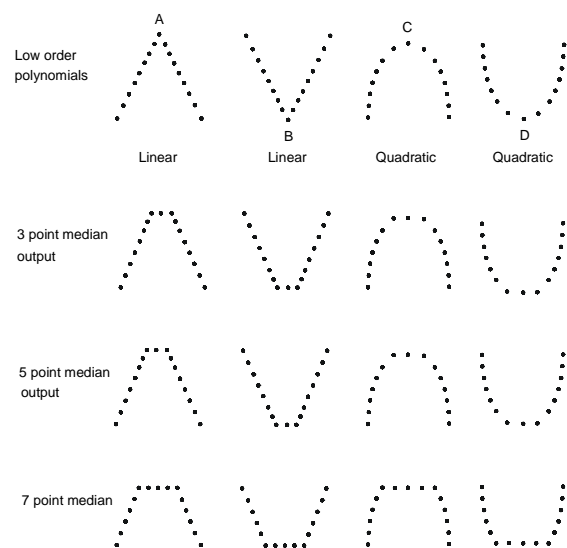 A
C
Low order
polynomials
B
D
Linear
Linear
Quadratic
Quadratic
3 point median
output
5 point median
output
7 point median